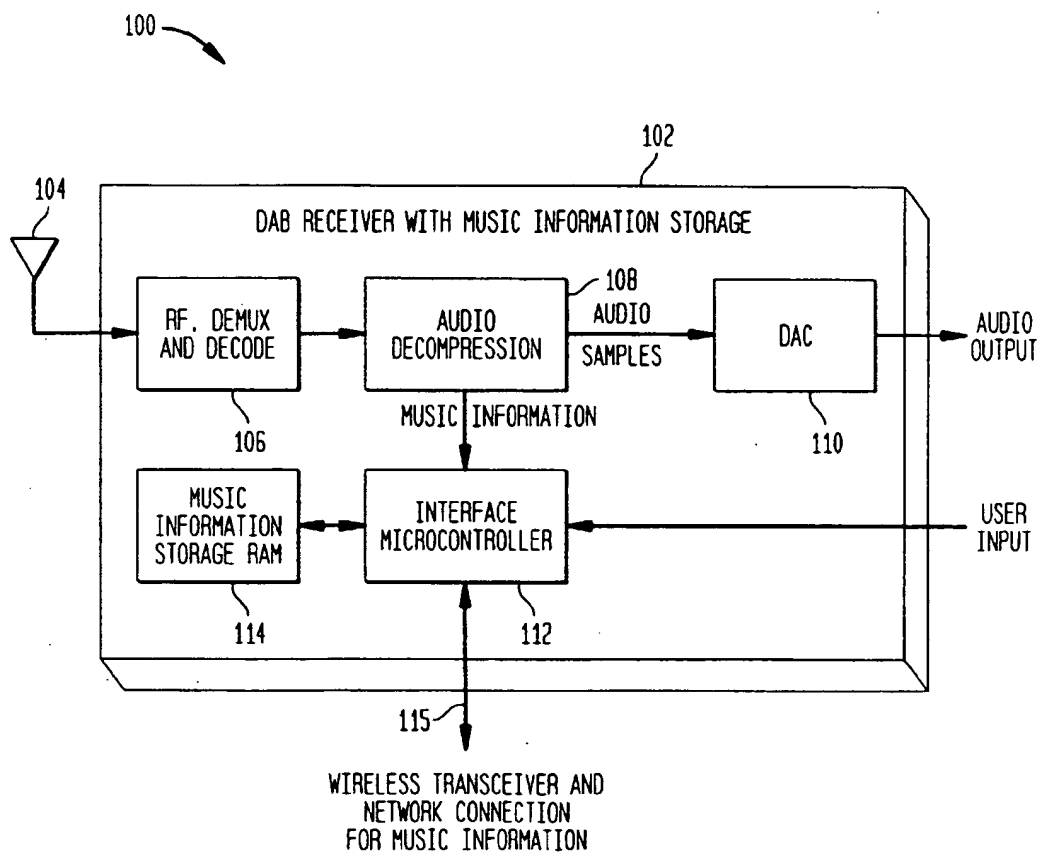 100
102
104
DAB RECEIVER WITH MUSIC INFORMATION STORAGE
RF, DEMUX
AND DECODE
106
AUDIO
DECOMPRESSION
108
AUDIO
SAMPLES
DAC
110
AUDIO
OUTPUT
MUSIC INFORMATION
MUSIC
INFORMATION
STORAGE RAM
114
INTERFACE
MICROCONTROLLER
112
USER
INPUT
115
WIRELESS TRANSCEIVER AND
NETWORK CONNECTION
FOR MUSIC INFORMATION